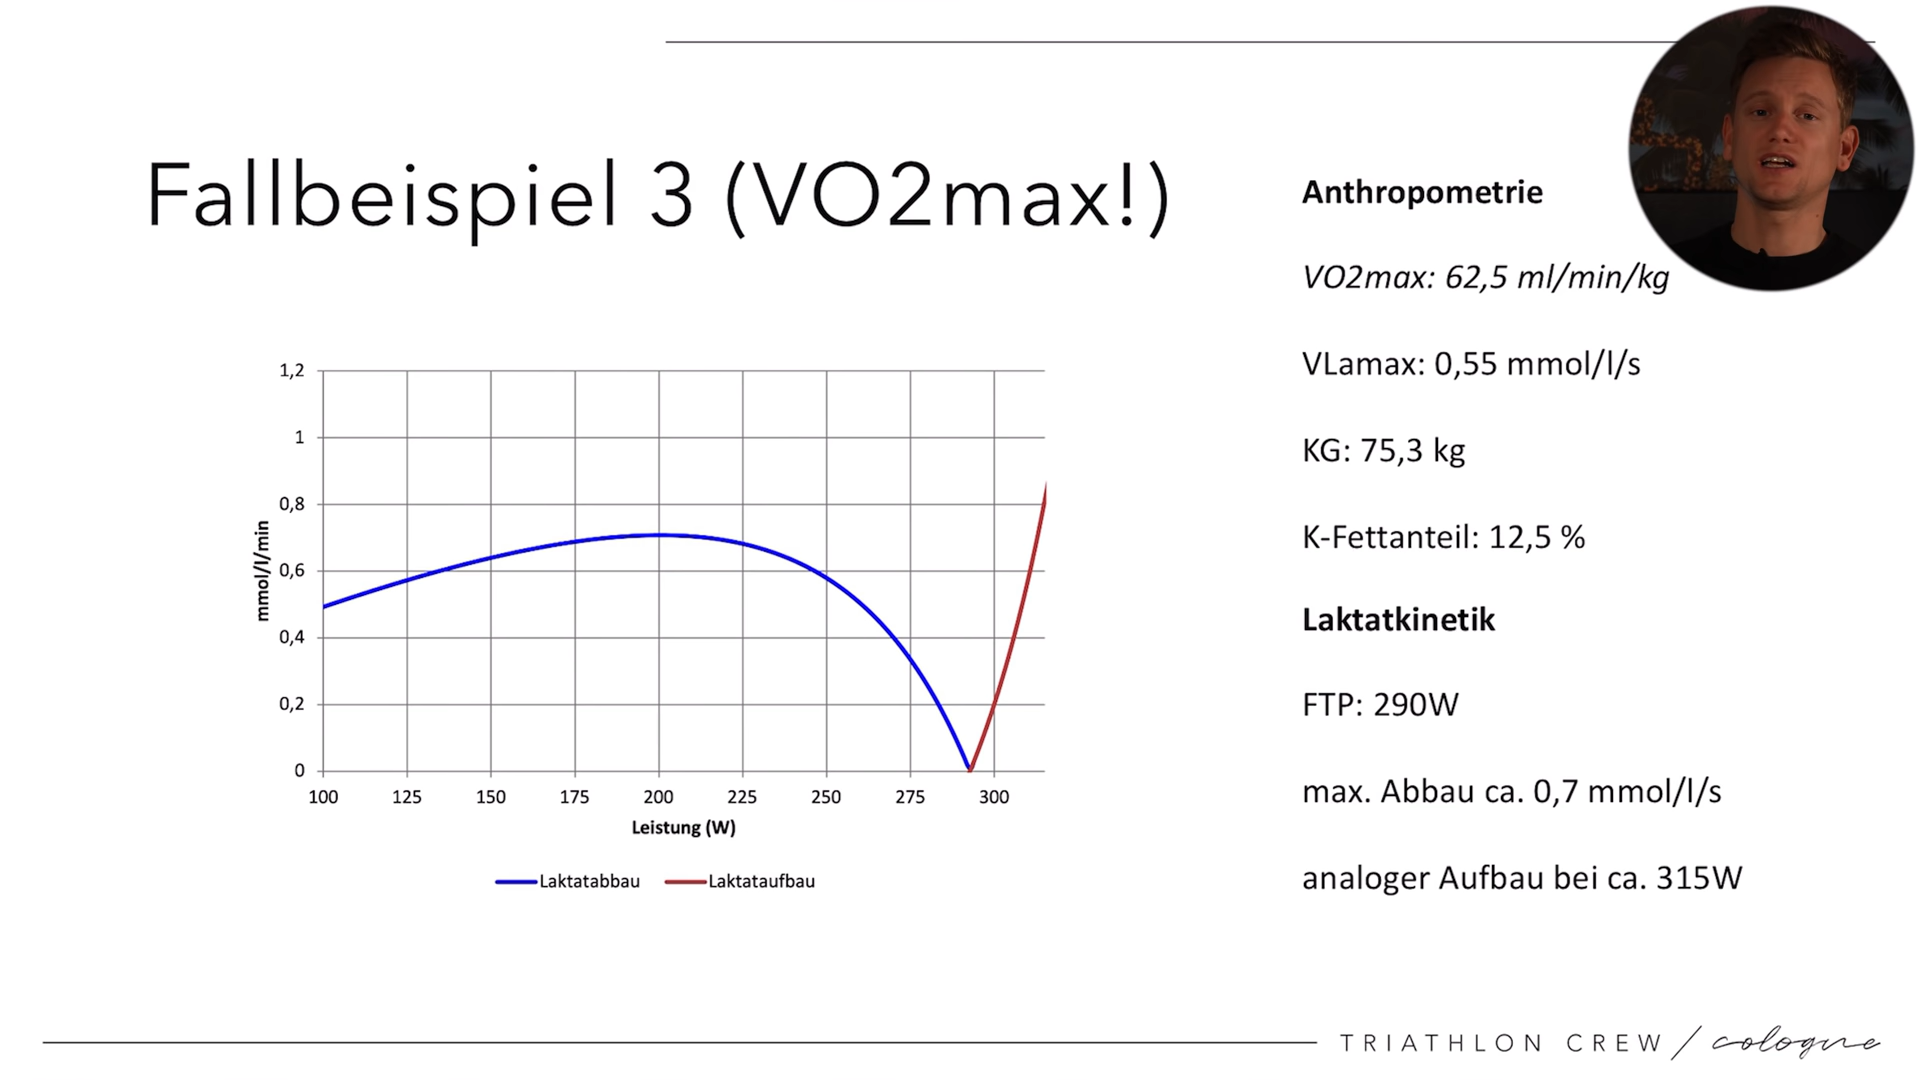 Fallbeispiel 3 (VO2max!)
Anthropometrie
VO2max: 62,5 ml/min/kg
VLamax: 0,55 mmol/l/s
KG: 75,3 kg
K-Fettanteil: 12,5 %
Laktatkinetik
FTP: 290W
max. Abbau ca. 0,7 mmol/l/s
analoger Aufbau bei ca. 315W
1,2
1
0,8
0,6
0,4
0,2
0
mmol/l/min
100 125 150 175 200 225 250 275 300
Leistung (W)
Laktatabbau Laktataufbau
TRIATHLON CREW / cologne